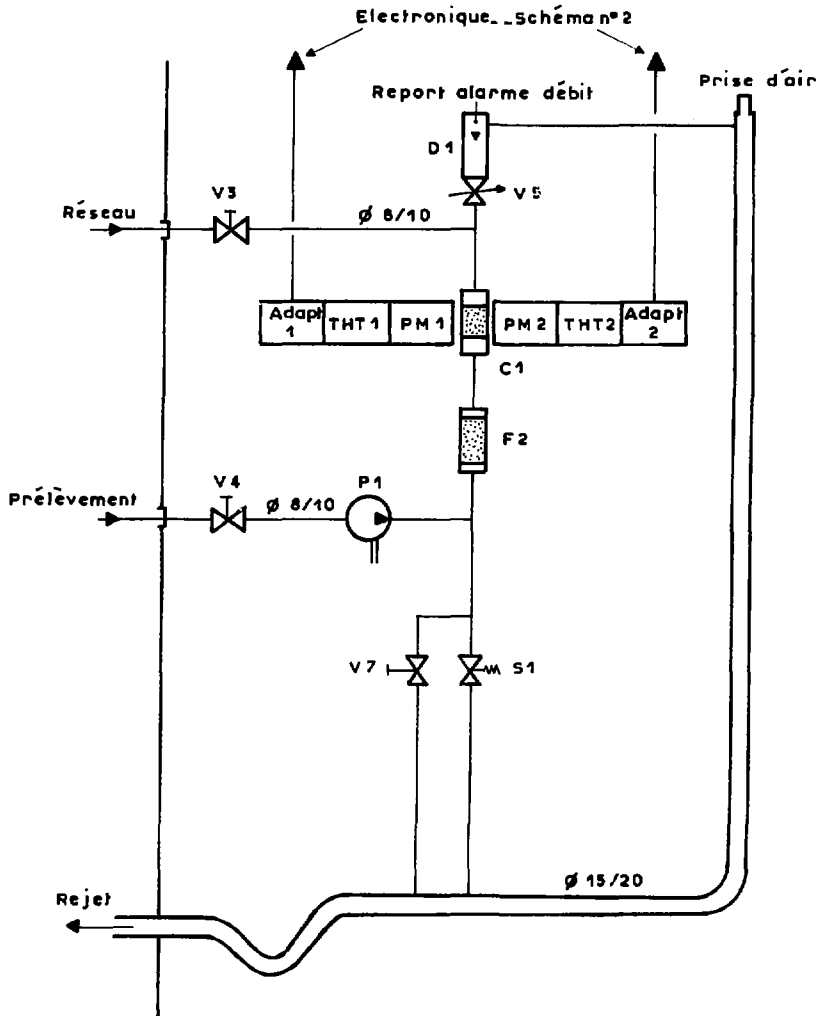 Electronique__Schéma n°2
Prise d'air
Report alarme débit
D1
V3
V5
Réseau
Ø 8/10
Adapt 1
THT1
PM1
PM2
THT2
Adapt 2
C1
F2
V4
P1
Prélèvement
Ø 8/10
V7
S1
Ø 15/20
Rejet